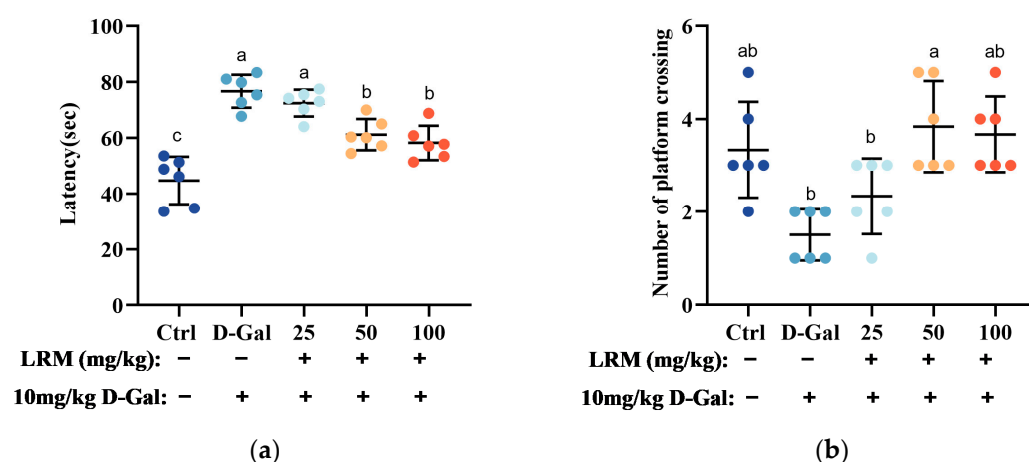 100
80
60
40
20
0
Latency(sec)
c
a
a
b
b
Ctrl D-Gal 25 50 100
LRM (mg/kg): – – + + +
10mg/kg D-Gal: – + + + +
(a)
6
4
2
0
Number of platform crossing
ab
b
b
a
ab
Ctrl D-Gal 25 50 100
LRM (mg/kg): – – + + +
10mg/kg D-Gal: – + + + +
(b)